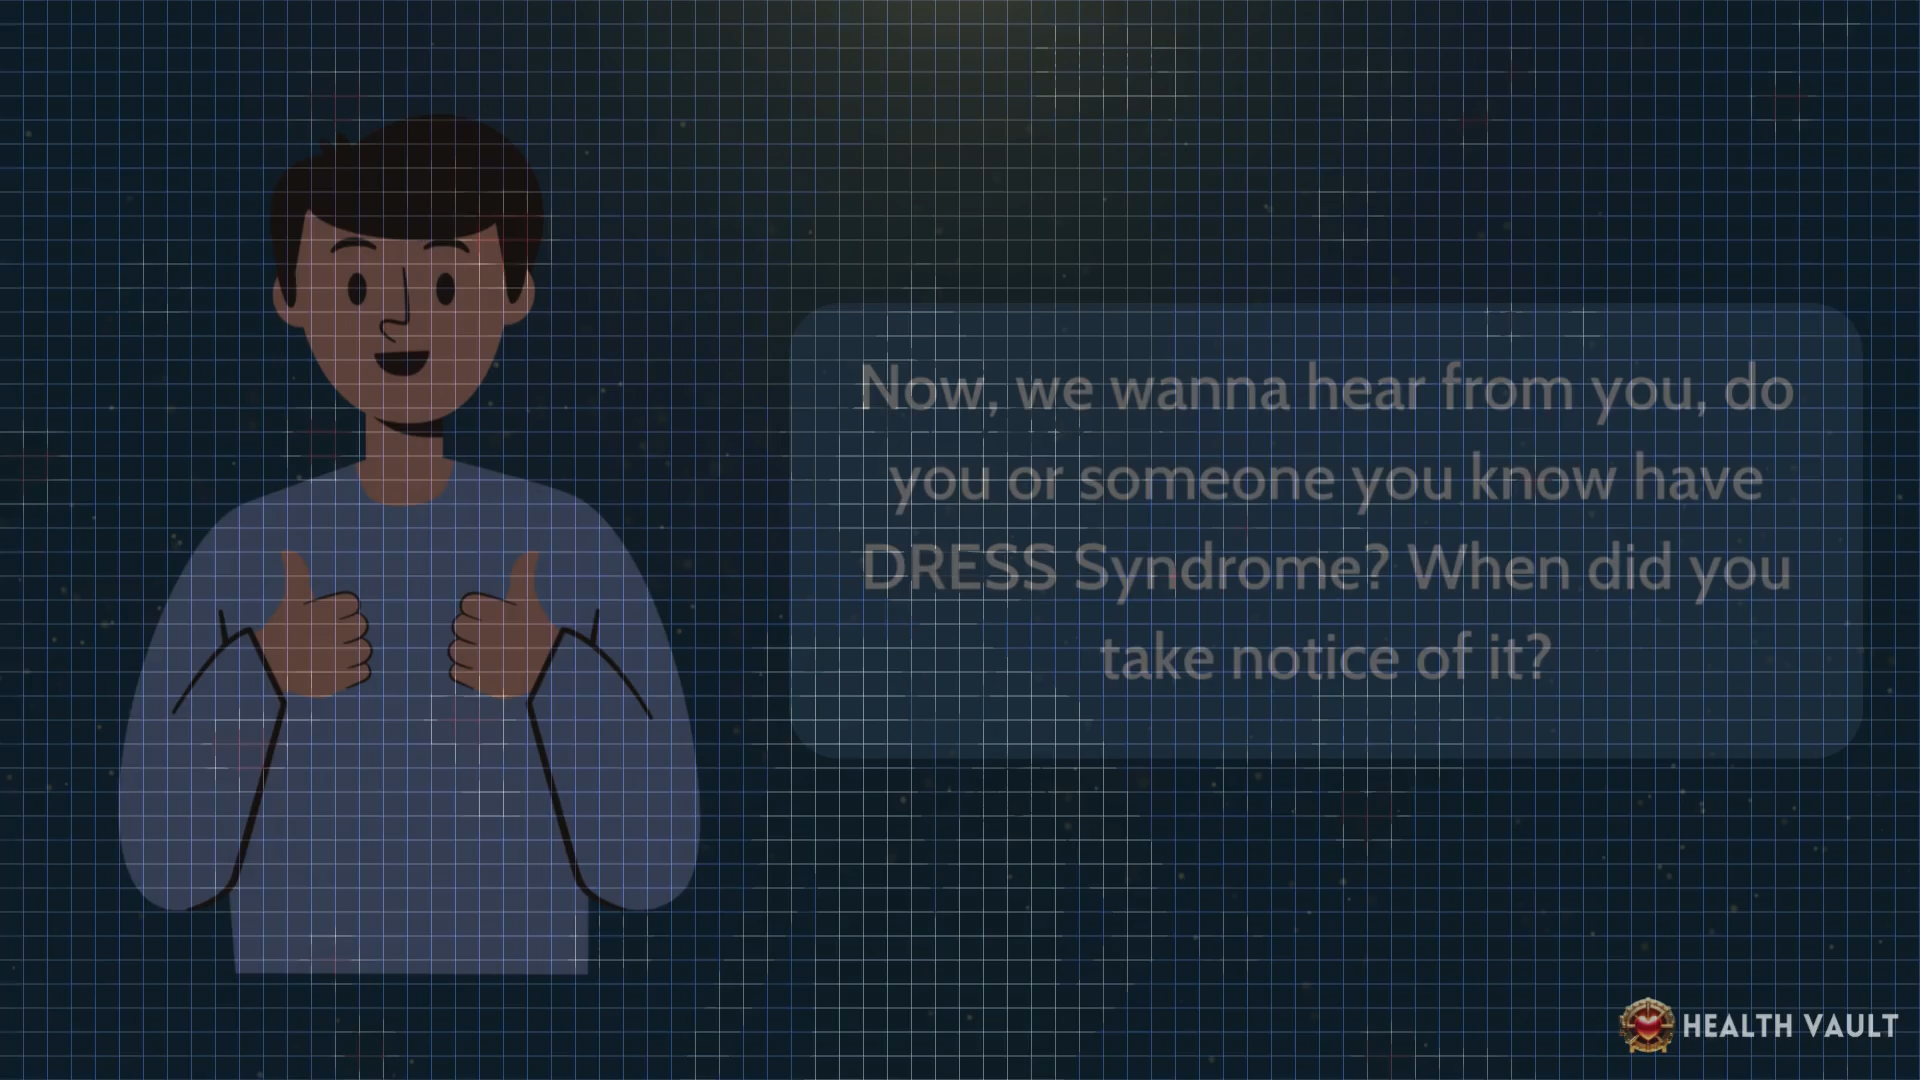 Now, we wanna hear from you, do
you or someone you know have
DRESS Syndrome? When did you
take notice of it?
HEALTH VAULT